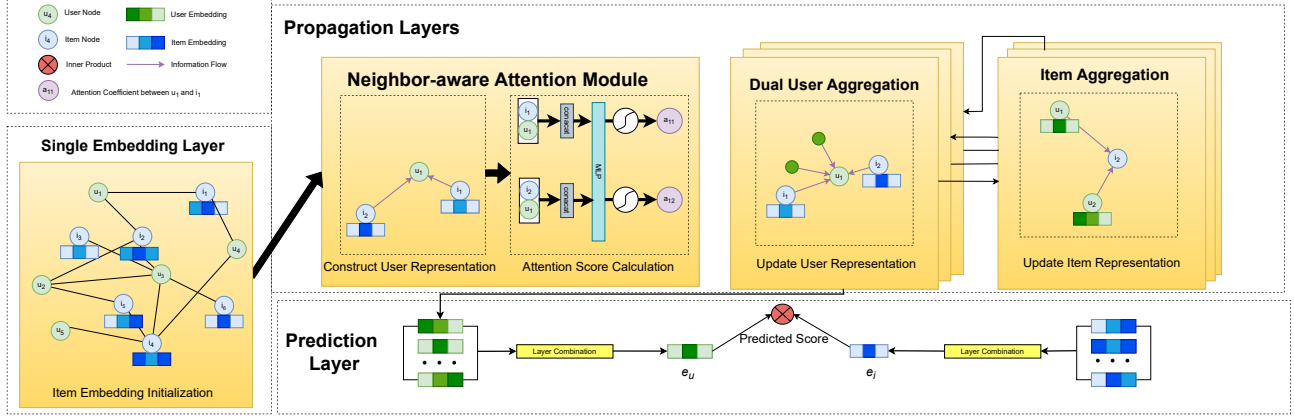 u4 User Node
User Embedding
i4 Item Node
Item Embedding
Inner Product
Information Flow
a11 Attention Coefficient between u1 and i1
Single Embedding Layer
u1
i1
i3
i2
u4
u3
u2
i5
i6
u5
i4
Item Embedding Initialization
Propagation Layers
Neighbor-aware Attention Module
u1
i1
i2
Construct User Representation
i1
u1
concat
a11
MLP
i2
u1
concat
a12
Attention Score Calculation
Dual User Aggregation
u1
i2
i1
Update User Representation
Item Aggregation
u1
i2
u2
Update Item Representation
Prediction
Layer
Layer Combination
eu
Predicted Score
ei
Layer Combination